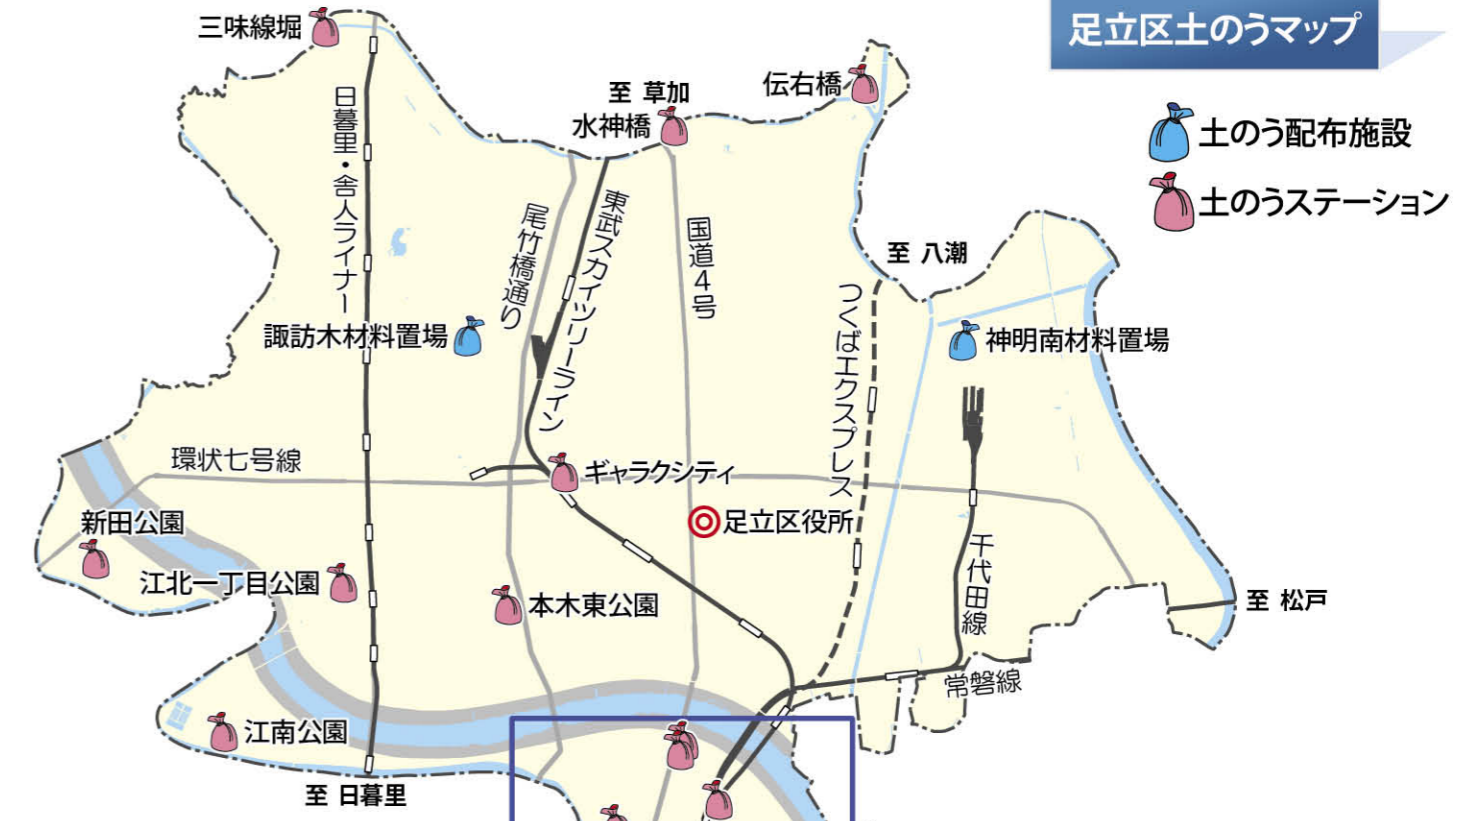 足立区土のうマップ
土のう配布施設
土のうステーション
三味線堀
至 草加
水神橋
伝右橋
日暮里・舎人ライナー
尾竹橋通り
東武スカイツリーライン
国道4号
至 八潮
つくばエクスプレス
諏訪木材料置場
神明南材料置場
環状七号線
ギャラクシティ
足立区役所
新田公園
江北一丁目公園
本木東公園
千代田線
至 松戸
常磐線
江南公園
至 日暮里